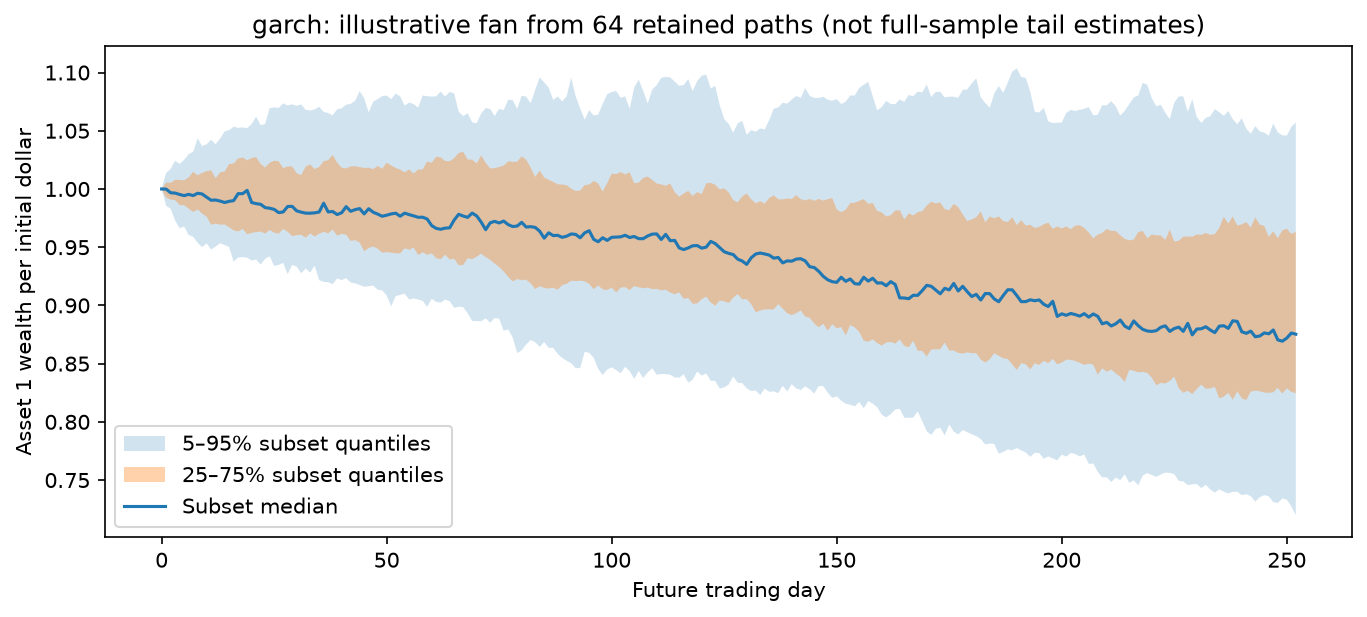 garch: illustrative fan from 64 retained paths (not full-sample tail estimates)
Asset 1 wealth per initial dollar
1.10
1.05
1.00
0.95
0.90
0.85
0.80
0.75
5–95% subset quantiles
25–75% subset quantiles
Subset median
0
50
100
150
200
250
Future trading day